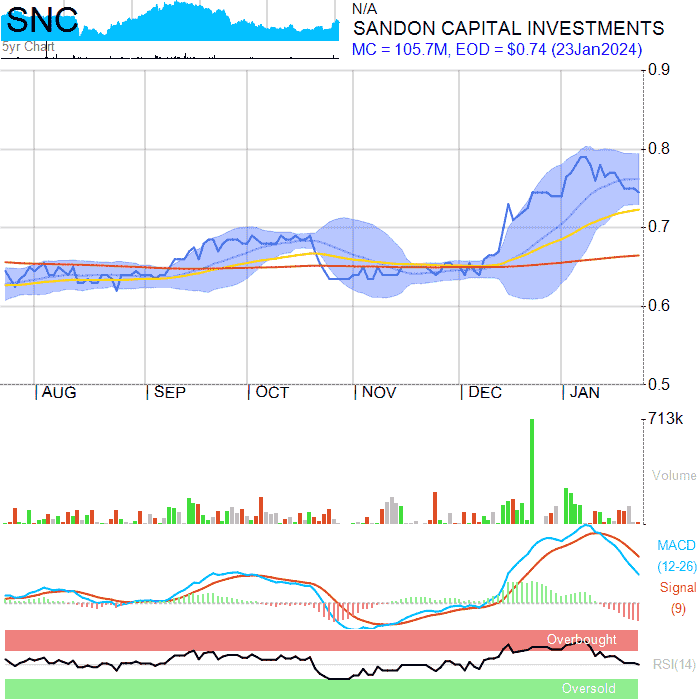 SNC
5yr Chart
N/A
SANDON CAPITAL INVESTMENTS
MC = 105.7M, EOD = $0.74 (23Jan2024)
0.9
0.8
0.7
0.6
0.5
AUG SEP OCT NOV DEC JAN
713k
Volume
MACD
(12-26)
Signal
(9)
Overbought
RSI(14)
Oversold